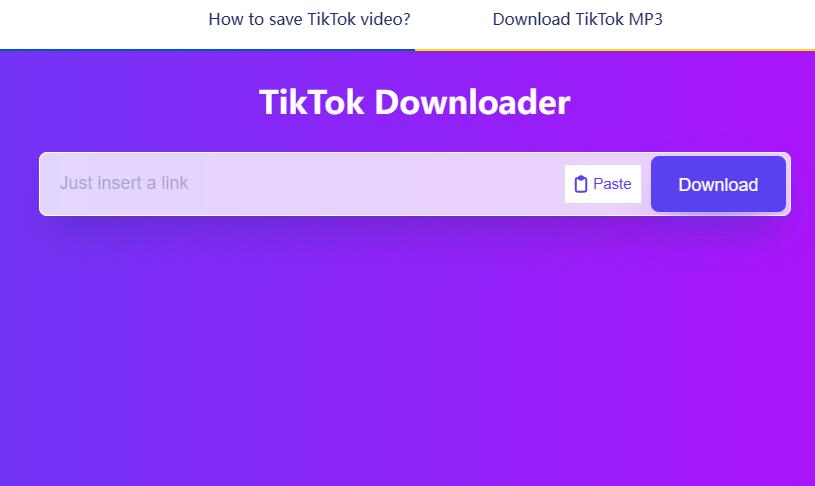 How to save TikTok video? Download TikTok MP3
TikTok Downloader
Just insert a link Paste Download